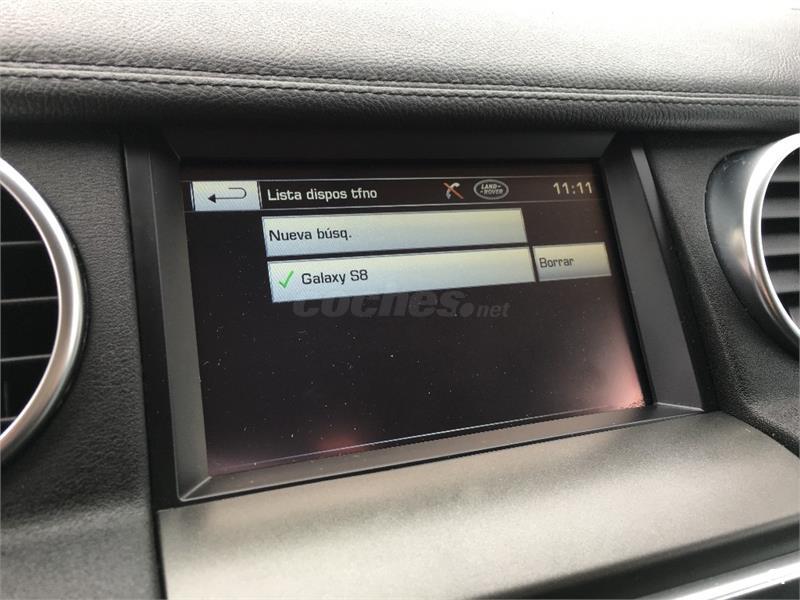 Lista dispos tfno
LAND-
-ROVER
11:11
Nueva búsq.
Galaxy S8
Borrar
coches.net